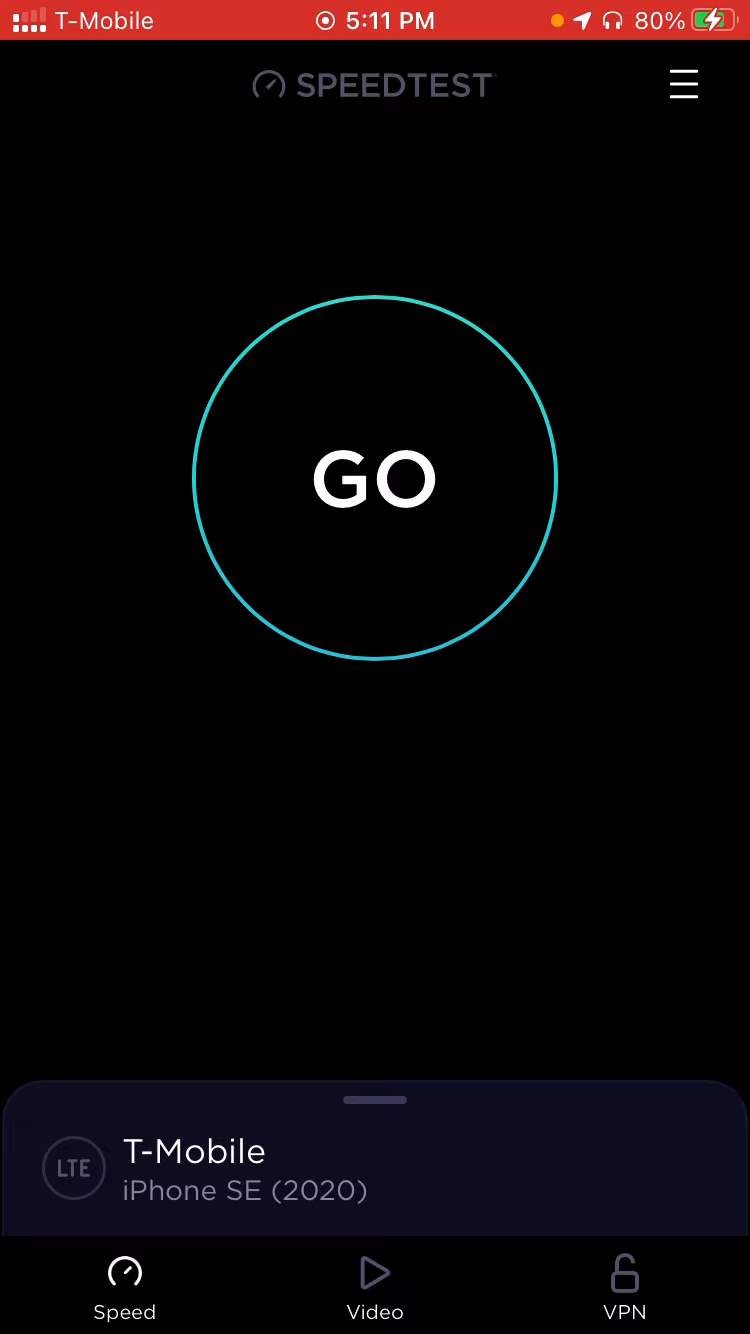 T-Mobile 5:11 PM 80%
SPEEDTEST
GO
LTE
T-Mobile
iPhone SE (2020)
Speed Video VPN